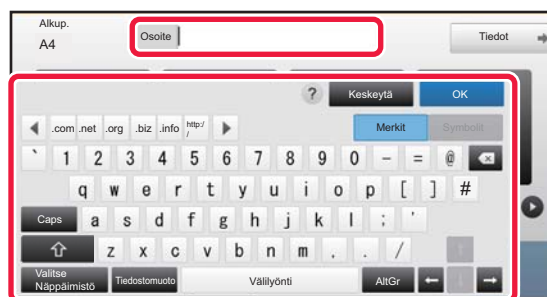 Alkup.
A4
Osoite
Tiedot
? Keskeytä OK
.com .net .org .biz .info http:/
/
Merkit Symbolit
` 1 2 3 4 5 6 7 8 9 0 - = @
q w e r t y u i o p [ ] #
Caps a s d f g h j k l ; '
z x c v b n m , . /
Valitse
Näppäimistö Tiedostomuoto Välilyönti AltGr